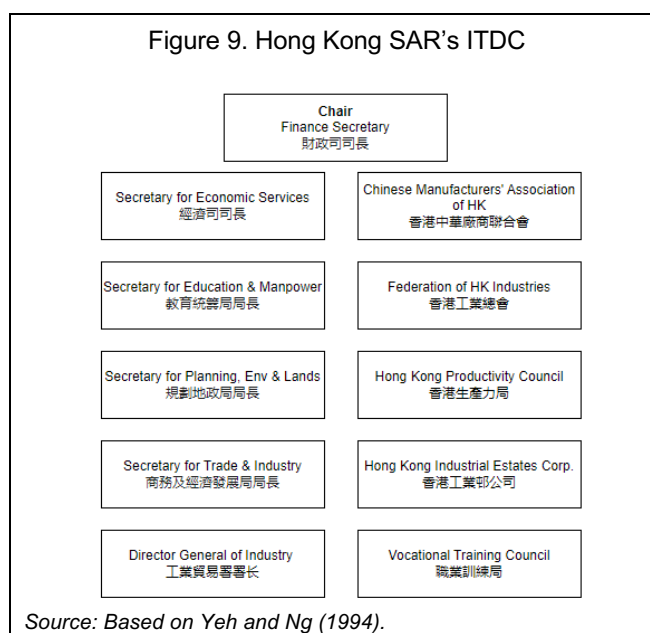 Figure 9. Hong Kong SAR's ITDC
Chair
Finance Secretary
財政司司長
Secretary for Economic Services
經濟司司長
Chinese Manufacturers' Association
of HK
香港中華廠商聯合會
Secretary for Education & Manpower
教育統籌局局長
Federation of HK Industries
香港工業總會
Secretary for Planning, Env & Lands
規劃地政局局長
Hong Kong Productivity Council
香港生產力局
Secretary for Trade & Industry
商務及經濟發展局局長
Hong Kong Industrial Estates Corp.
香港工業邨公司
Director General of Industry
工業貿易署署长
Vocational Training Council
職業訓練局
Source: Based on Yeh and Ng (1994).